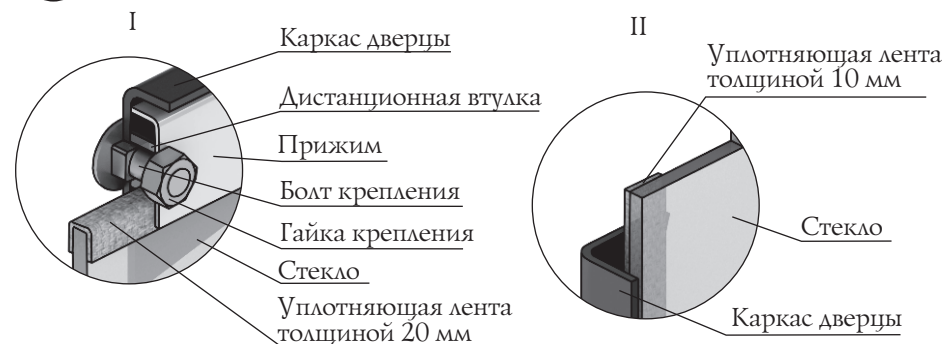 I
Каркас дверцы
Дистанционная втулка
Прижим
Болт крепления
Гайка крепления
Стекло
Уплотняющая лента
толщиной 20 мм
II
Уплотняющая лента
толщиной 10 мм
Стекло
Каркас дверцы